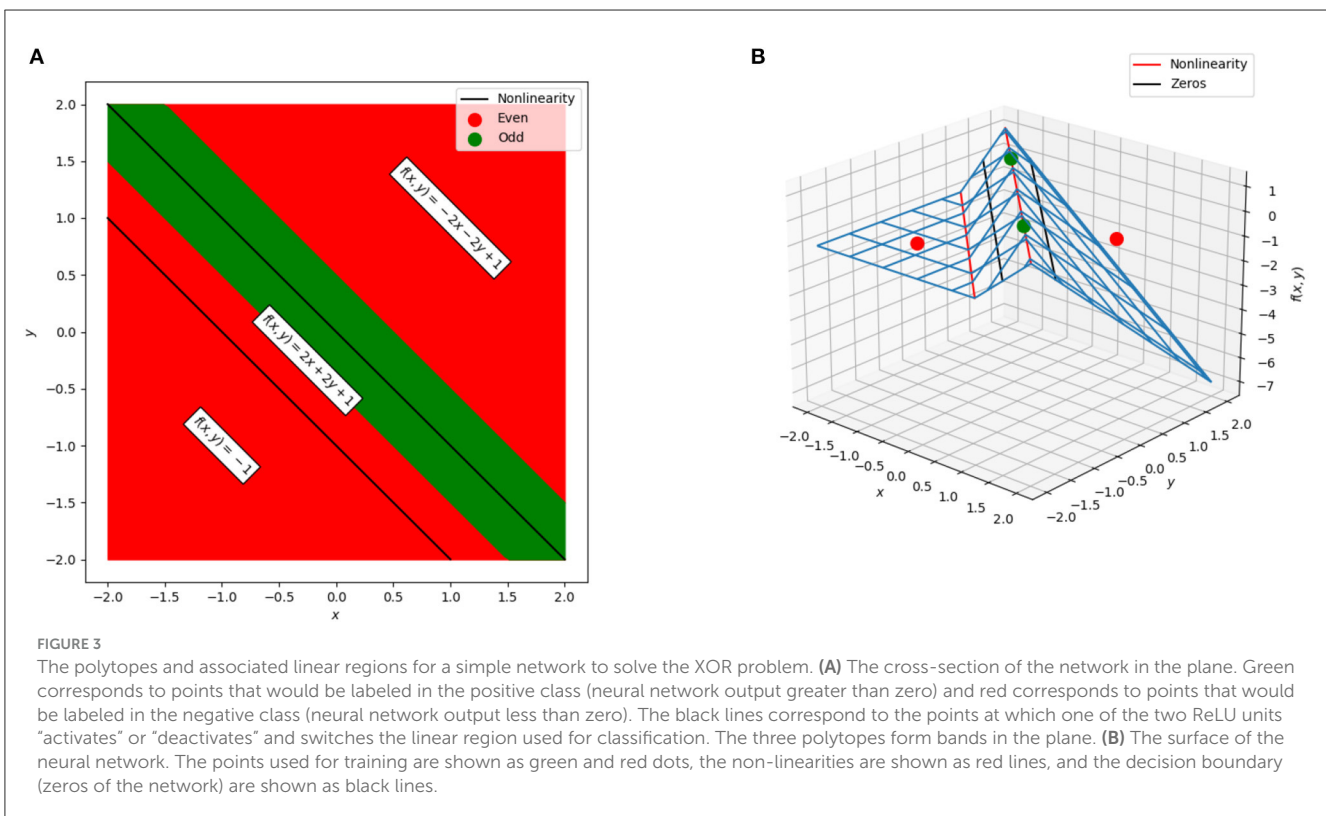 A
2.0
1.5
1.0
0.5
0.0
−0.5
−1.0
−1.5
−2.0
y
−2.0 −1.5 −1.0 −0.5 0.0 0.5 1.0 1.5 2.0
x
Nonlinearity
Even
Odd
f(x, y) = −2x − 2y + 1
f(x, y) = 2x + 2y + 1
f(x, y) = −1
B
Nonlinearity
Zeros
1
0
−1
−2
−3
−4
−5
−6
−7
f(x, y)
−2.0 −1.5 −1.0 −0.5 0.0 0.5 1.0 1.5 2.0
x
−2.0 −1.5 −1.0 −0.5 0.0 0.5 1.0 1.5 2.0
y
FIGURE 3
The polytopes and associated linear regions for a simple network to solve the XOR problem. (A) The cross-section of the network in the plane. Green
corresponds to points that would be labeled in the positive class (neural network output greater than zero) and red corresponds to points that would
be labeled in the negative class (neural network output less than zero). The black lines correspond to the points at which one of the two ReLU units
“activates” or “deactivates” and switches the linear region used for classification. The three polytopes form bands in the plane. (B) The surface of the
neural network. The points used for training are shown as green and red dots, the non-linearities are shown as red lines, and the decision boundary
(zeros of the network) are shown as black lines.